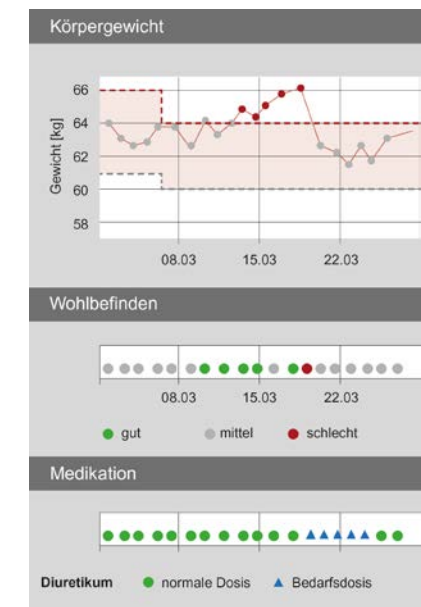 Körpergewicht
Gewicht [kg]
66
64
62
60
58
08.03 15.03 22.03
Wohlbefinden
08.03 15.03 22.03
gut mittel schlecht
Medikation
Diuretikum normale Dosis Bedarfsdosis